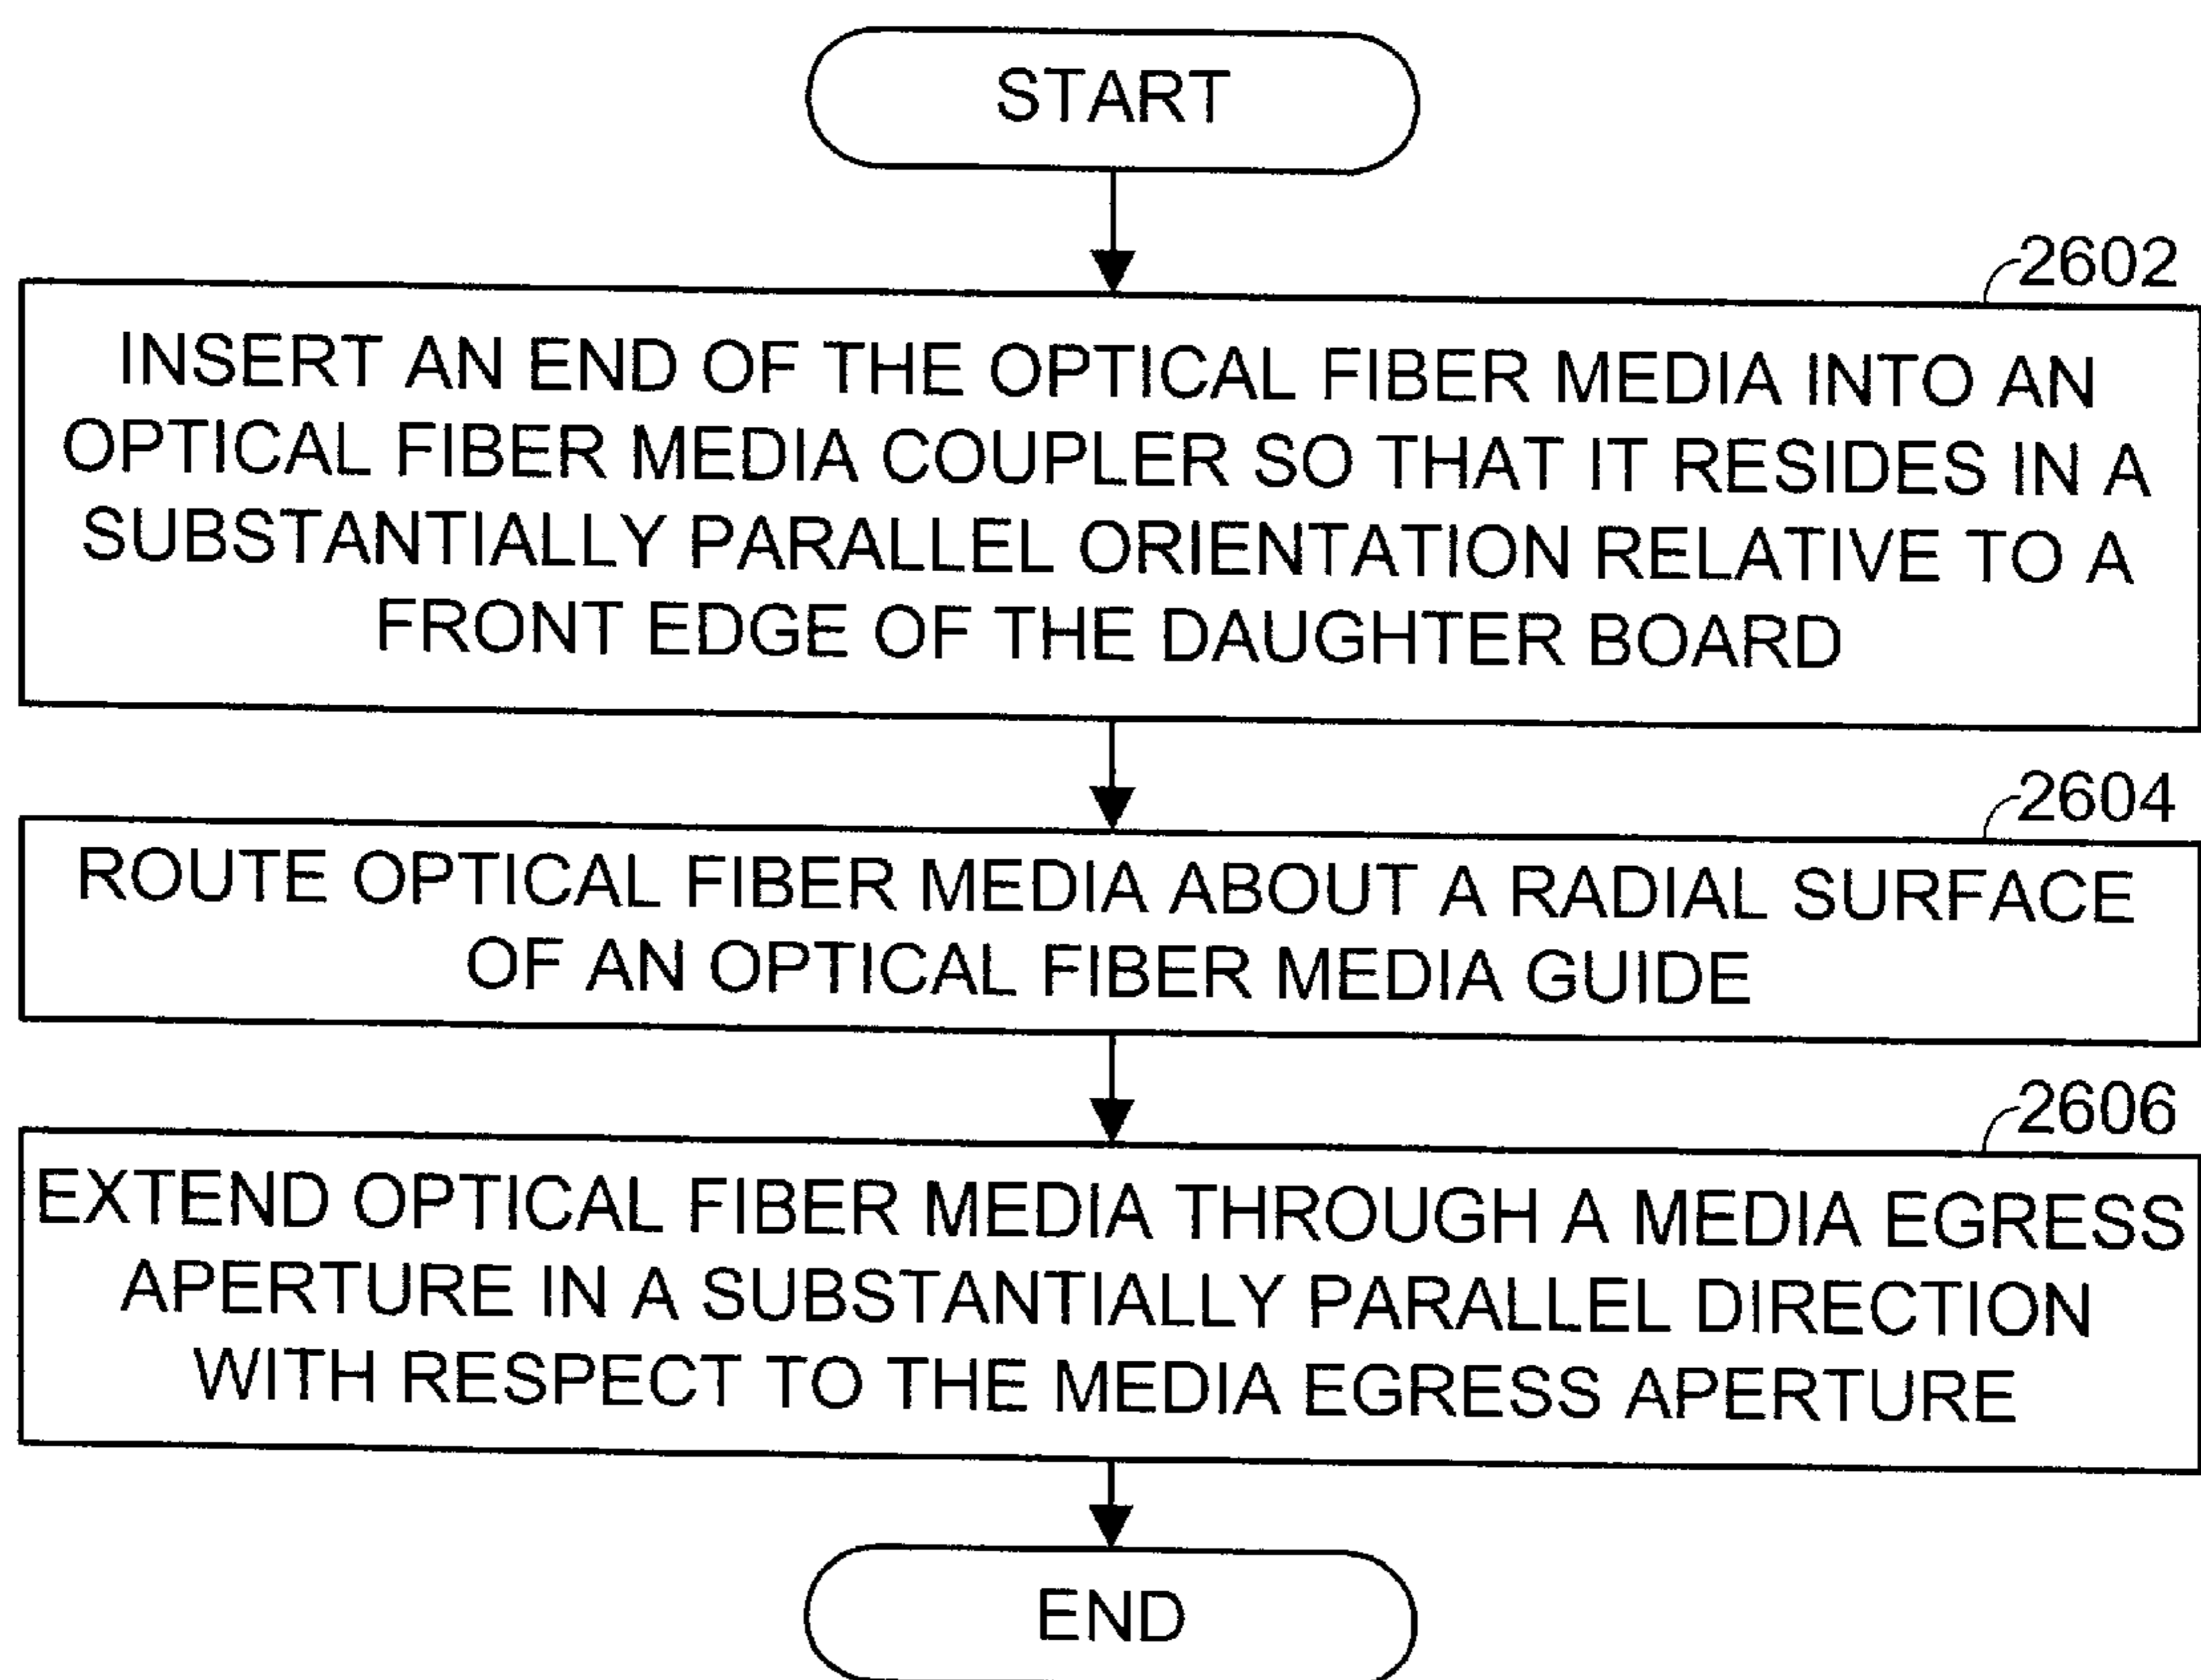 START
2602
INSERT AN END OF THE OPTICAL FIBER MEDIA INTO AN
OPTICAL FIBER MEDIA COUPLER SO THAT IT RESIDES IN A
SUBSTANTIALLY PARALLEL ORIENTATION RELATIVE TO A
FRONT EDGE OF THE DAUGHTER BOARD
2604
ROUTE OPTICAL FIBER MEDIA ABOUT A RADIAL SURFACE
OF AN OPTICAL FIBER MEDIA GUIDE
2606
EXTEND OPTICAL FIBER MEDIA THROUGH A MEDIA EGRESS
APERTURE IN A SUBSTANTIALLY PARALLEL DIRECTION
WITH RESPECT TO THE MEDIA EGRESS APERTURE
END